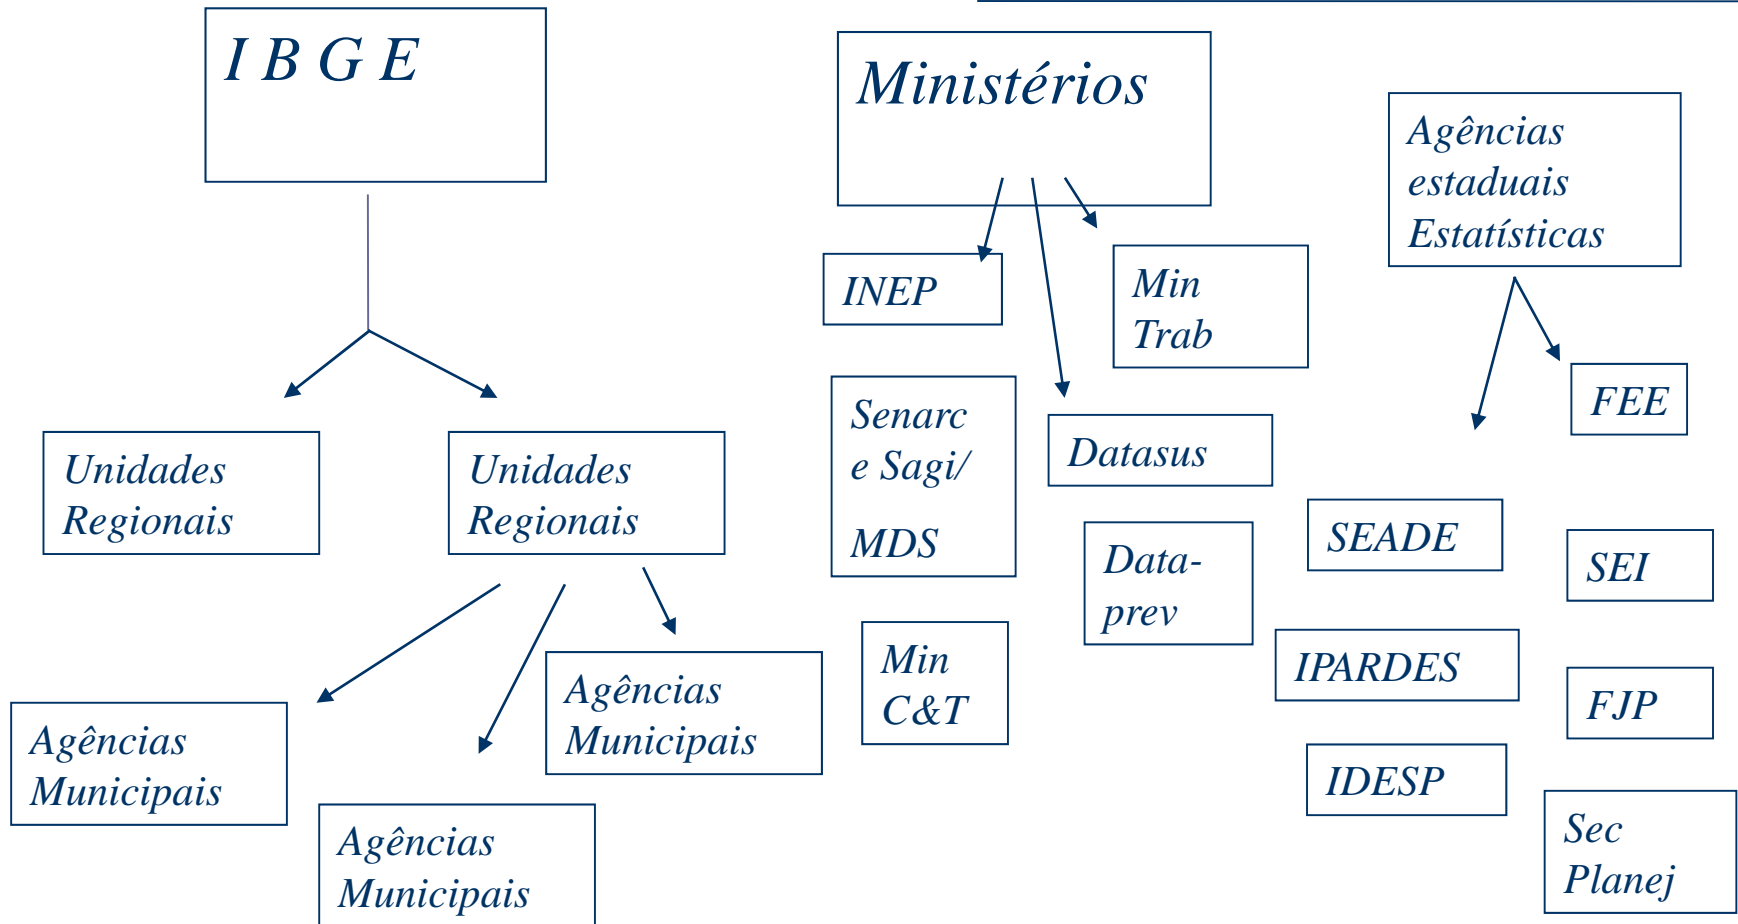 I B G E
Ministérios
Agências
estaduais
Estatísticas
INEP
Min
Trab
Senarc
e Sagi/
MDS
Datasus
FEE
Unidades
Regionais
Unidades
Regionais
Data-
prev
SEADE
SEI
Min
C&T
IPARDES
FJP
Agências
Municipais
Agências
Municipais
Agências
Municipais
IDESP
Sec
Planej